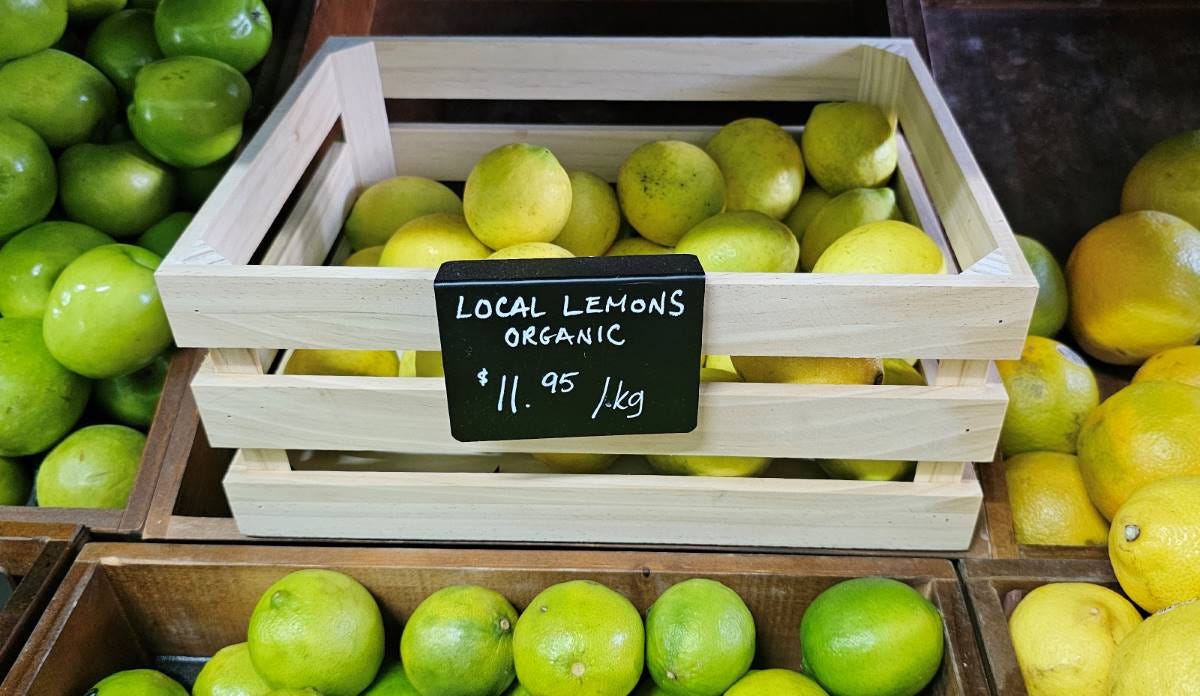 LOCAL LEMONS
ORGANIC
$11.95 /kg